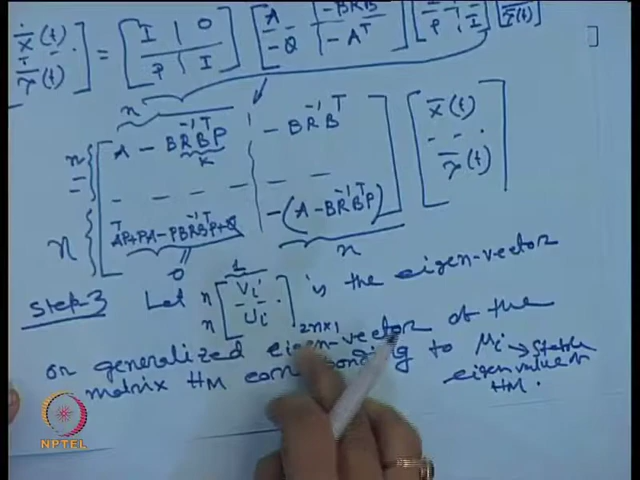 ẋ(t) = [ I | 0 ] [ A | -BR⁻¹Bᵀ ]
γ̇(t) [ P | I ] [ -Q | -Aᵀ ] [ P | I ] [ γ̄(t) ]
n
n [ A - BR⁻¹BᵀP | -BR⁻¹Bᵀ ] [ x̄(t) ]
K
n [ AᵀP+PA-PBR⁻¹BᵀP+Q | -(A-BR⁻¹BᵀP)ᵀ ] [ γ̄(t) ]
0 n
1
Step-3 Let n [ Vi ] is the eigen-vector
n [ Ui ] 2n×1
or generalized eigen-vector of the
matrix HM corresponding to μi → stable
eigenvalue of
HM.
NPTEL